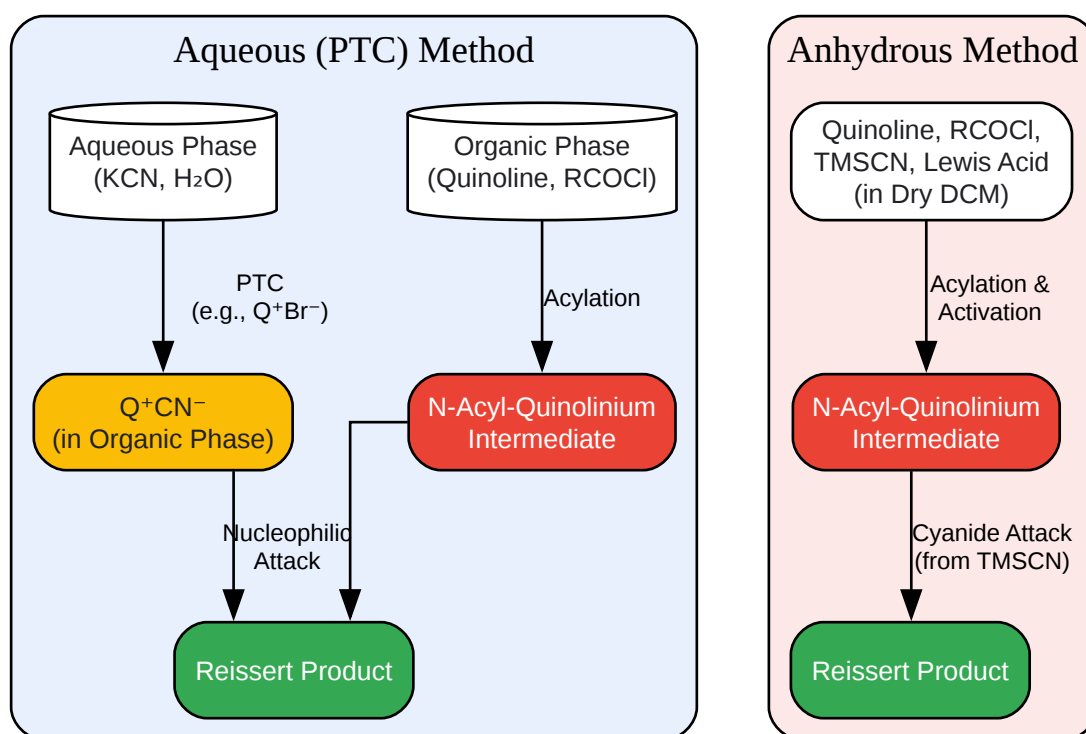 Aqueous (PTC) Method
Aqueous Phase
(KCN, H₂O)
Organic Phase
(Quinoline, RCOCl)
PTC
(e.g., Q⁺Br⁻)
Acylation
Q⁺CN⁻
(in Organic Phase)
N-Acyl-Quinolinium
Intermediate
Nucleophilic
Attack
Reissert Product
Anhydrous Method
Quinoline, RCOCl,
TMSCN, Lewis Acid
(in Dry DCM)
Acylation &
Activation
N-Acyl-Quinolinium
Intermediate
Cyanide Attack
(from TMSCN)
Reissert Product